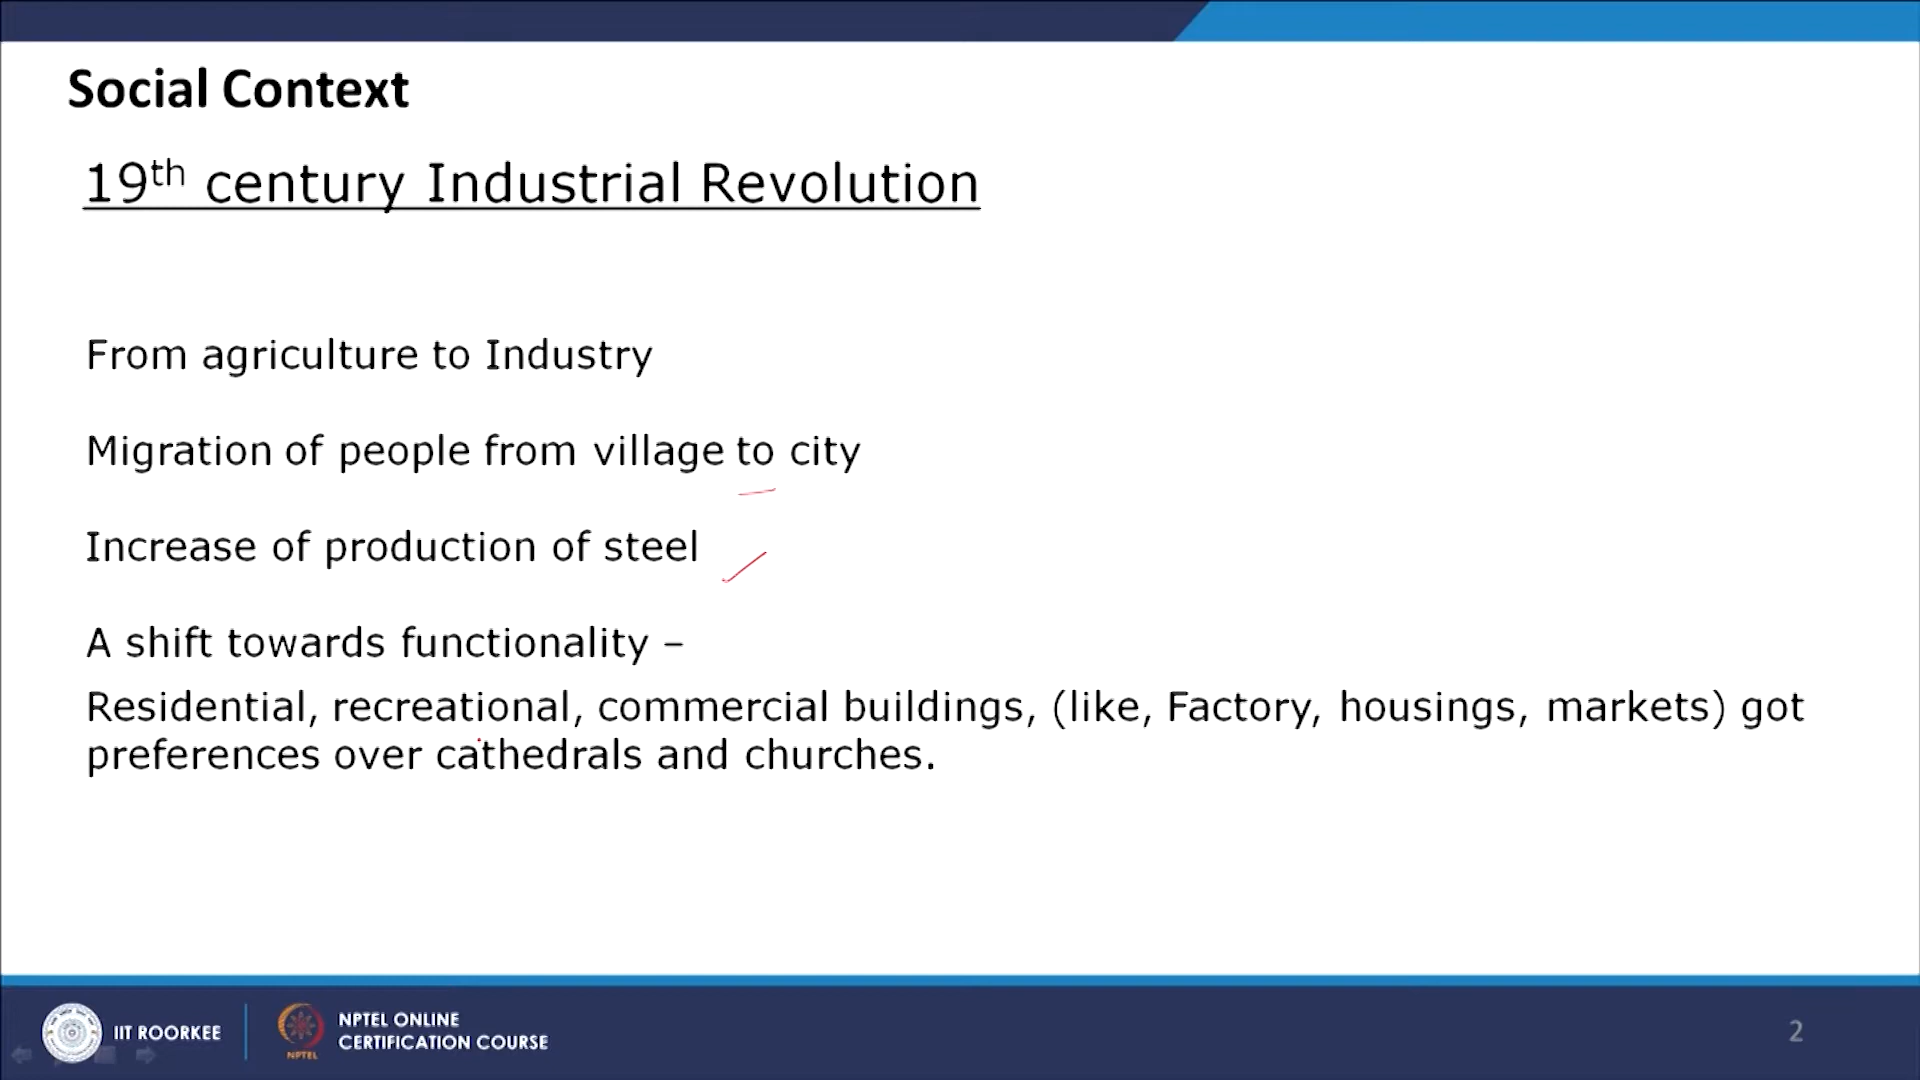 Social Context
19th century Industrial Revolution
From agriculture to Industry
Migration of people from village to city
Increase of production of steel
A shift towards functionality –
Residential, recreational, commercial buildings, (like, Factory, housings, markets) got
preferences over cathedrals and churches.
IIT ROORKEE
NPTEL
NPTEL ONLINE
CERTIFICATION COURSE
2